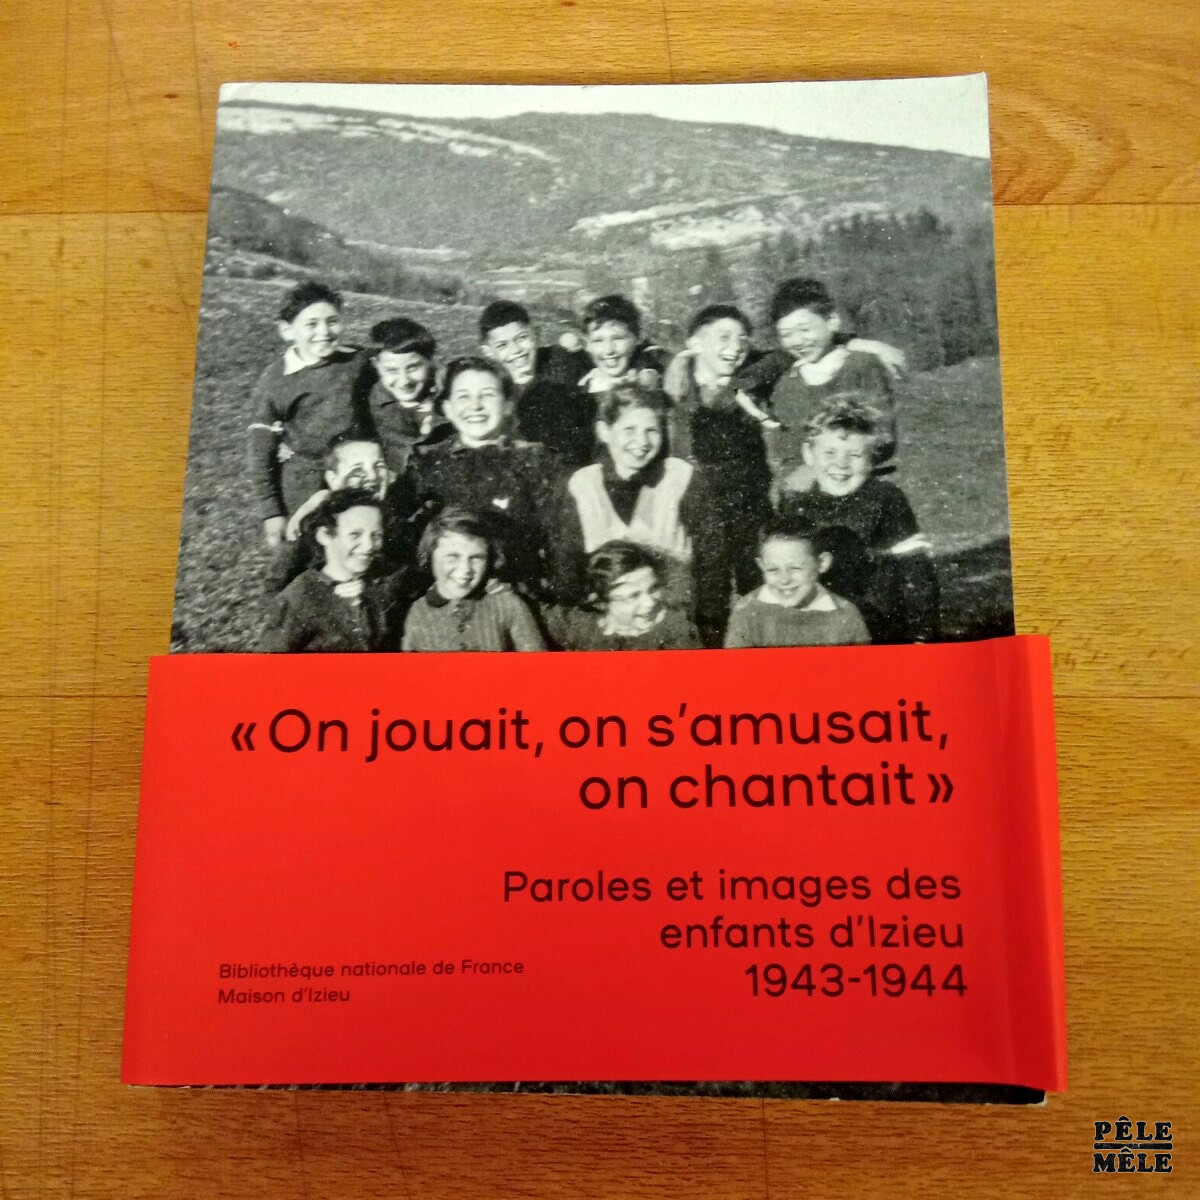 « On jouait, on s'amusait,
on chantait »
Paroles et images des
enfants d'Izieu
1943-1944
Bibliothèque nationale de France
Maison d'Izieu
PÊLE
MÊLE